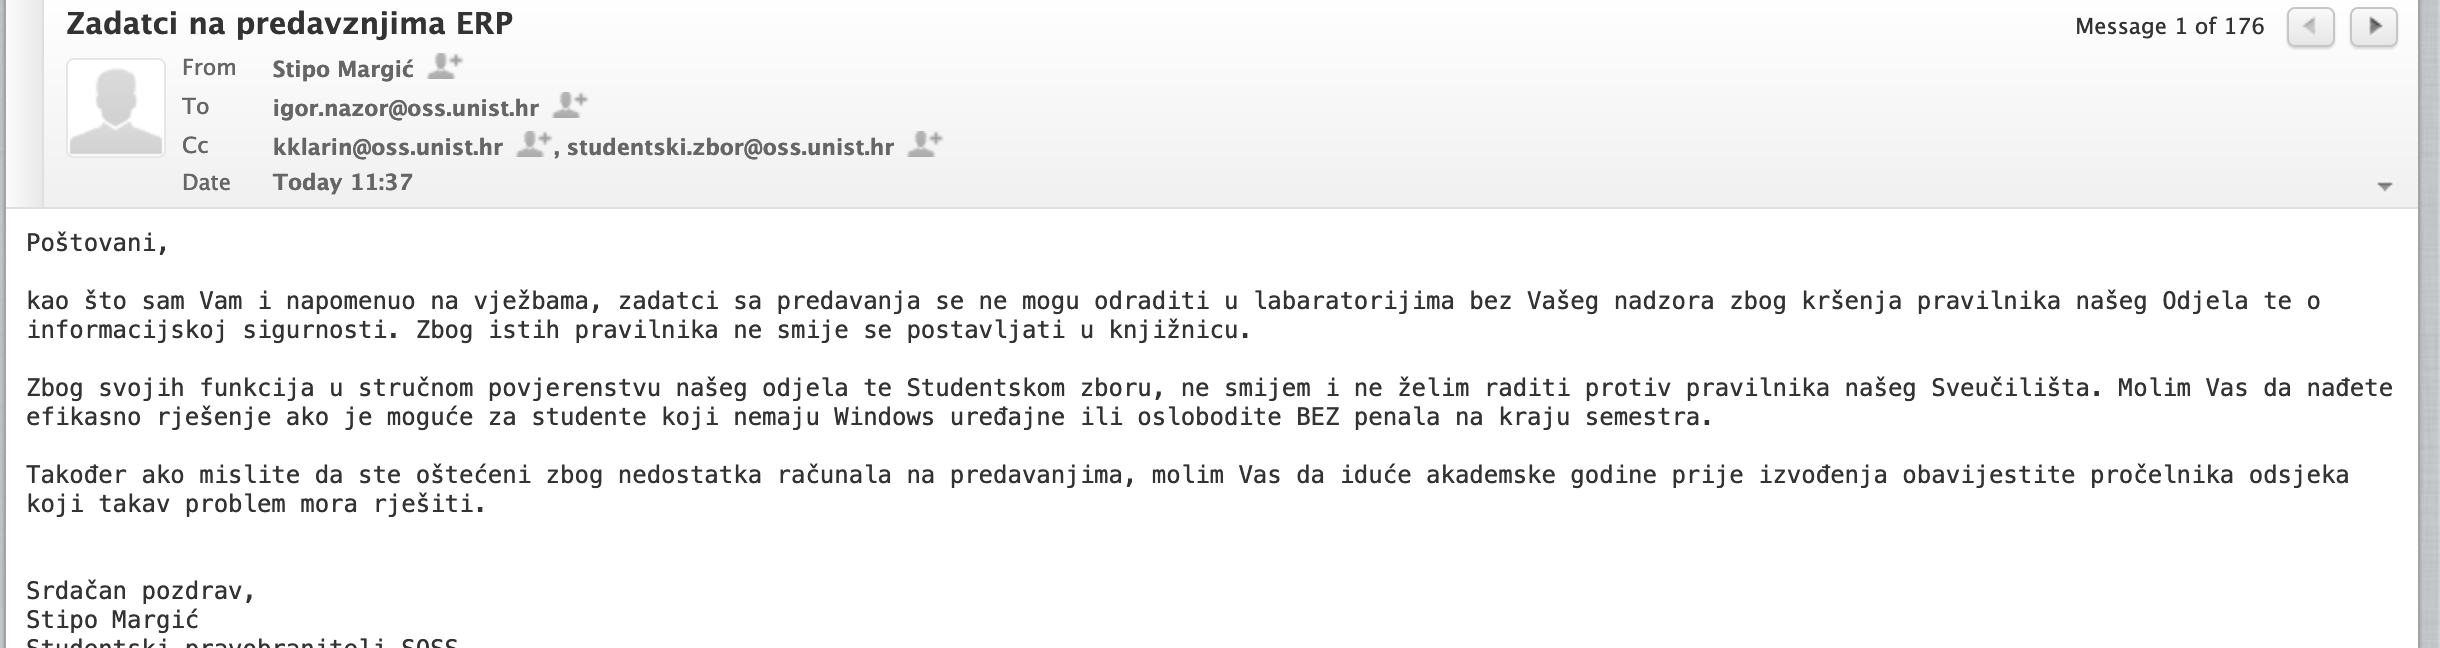 Zadatci na predavznjima ERP
Message 1 of 176
From Stipo Margić
To igor.nazor@oss.unist.hr
Cc kklarin@oss.unist.hr , studentski.zbor@oss.unist.hr
Date Today 11:37
Poštovani,
kao što sam Vam i napomenuo na vježbama, zadatci sa predavanja se ne mogu odraditi u labaratorijima bez Vašeg nadzora zbog kršenja pravilnika našeg Odjela te o
informacijskoj sigurnosti. Zbog istih pravilnika ne smije se postavljati u knjižnicu.
Zbog svojih funkcija u stručnom povjerenstvu našeg odjela te Studentskom zboru, ne smijem i ne želim raditi protiv pravilnika našeg Sveučilišta. Molim Vas da nađete
efikasno rješenje ako je moguće za studente koji nemaju Windows uređajne ili oslobodite BEZ penala na kraju semestra.
Također ako mislite da ste oštećeni zbog nedostatka računala na predavanjima, molim Vas da iduće akademske godine prije izvođenja obavijestite pročelnika odsjeka
koji takav problem mora rješiti.
Srdačan pozdrav,
Stipo Margić
Studentski pravobranitelj SOSS